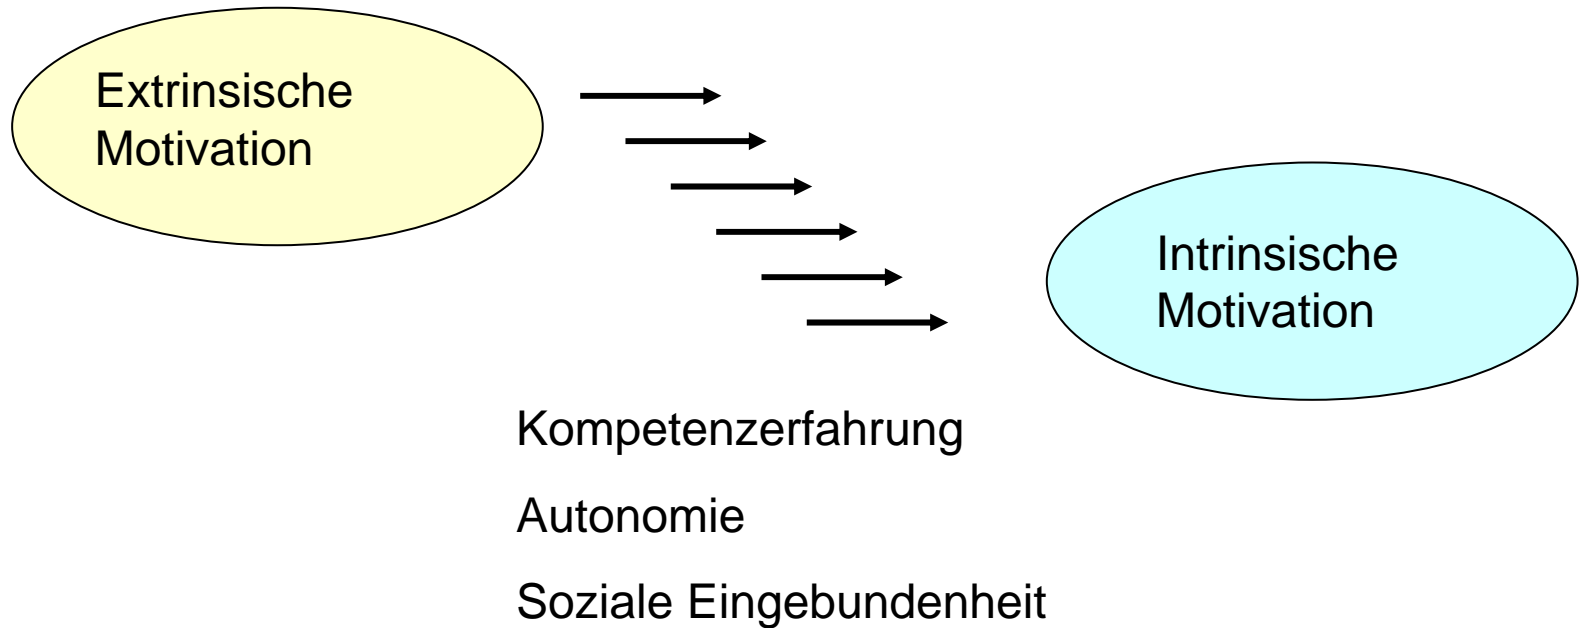 Extrinsische
Motivation
Intrinsische
Motivation
Kompetenzerfahrung
Autonomie
Soziale Eingebundenheit